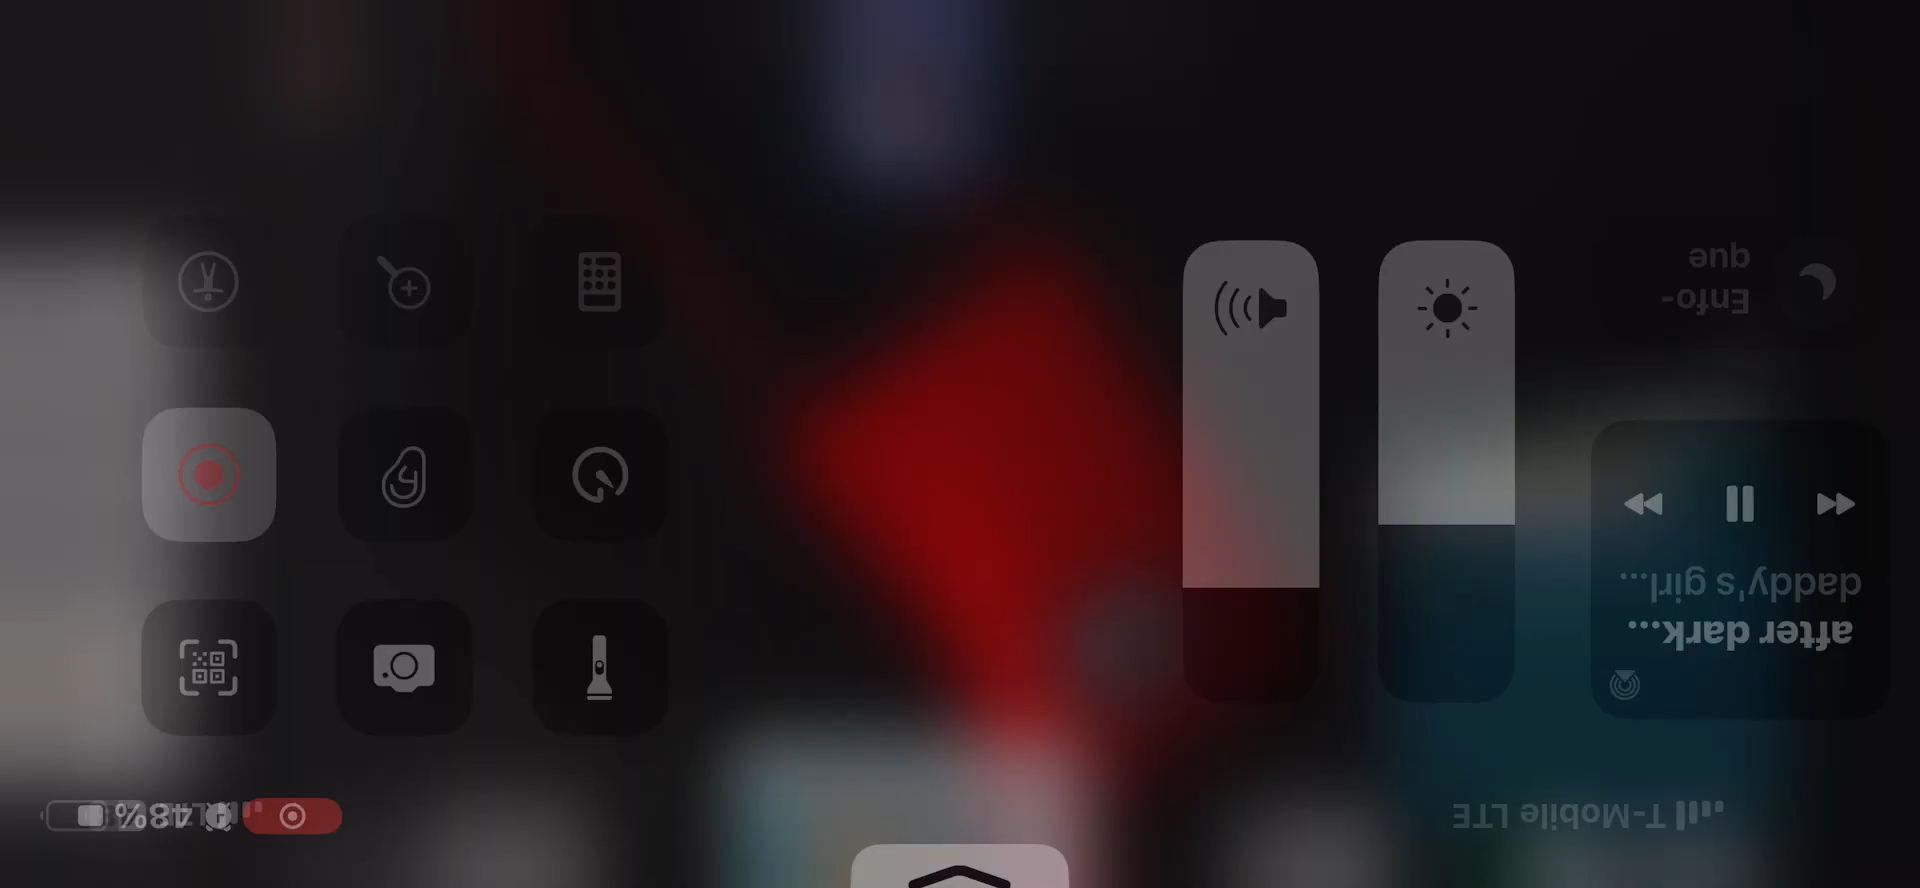 T-Mobile LTE
48%
after dark...
daddy's girl...
Enfo-
que